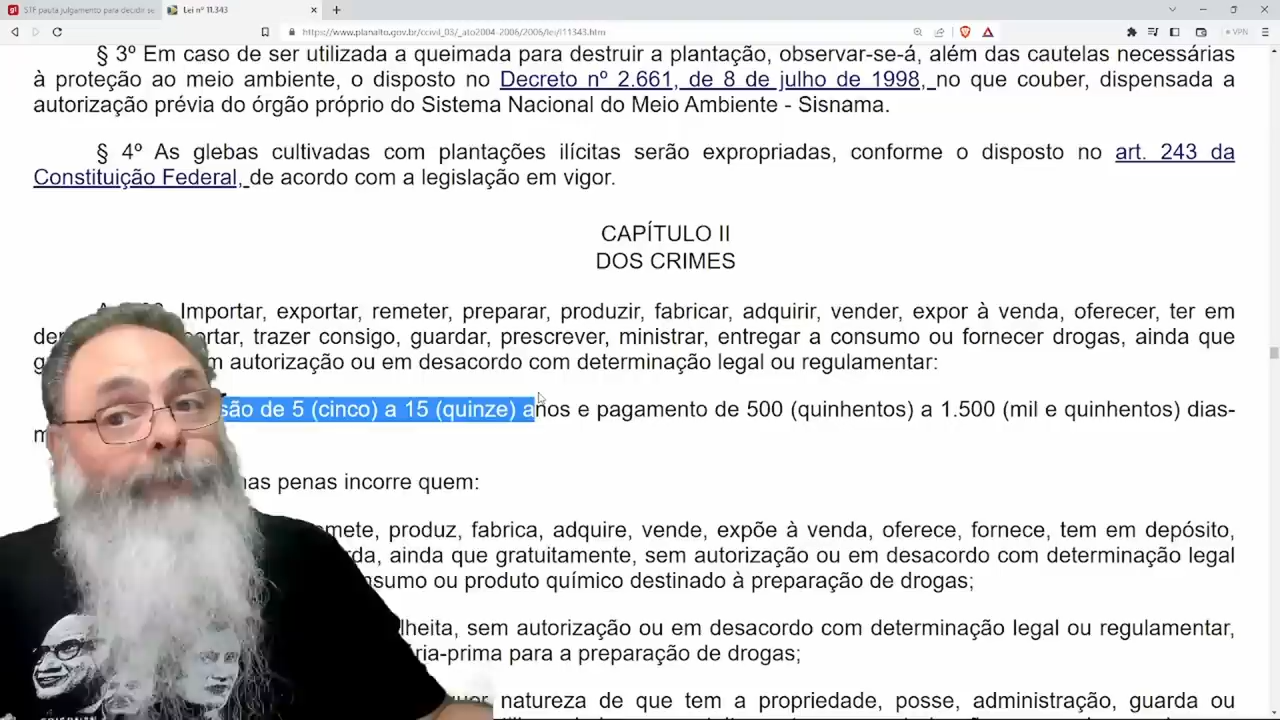 STF pauta julgamento para decidir se
Lei nº 11.343
https://www.planalto.gov.br/ccivil_03/_ato2004-2006/2006/lei/l11343.htm
VPN
§ 3º Em caso de ser utilizada a queimada para destruir a plantação, observar-se-á, além das cautelas necessárias
à proteção ao meio ambiente, o disposto no Decreto nº 2.661, de 8 de julho de 1998, no que couber, dispensada a
autorização prévia do órgão próprio do Sistema Nacional do Meio Ambiente - Sisnama.
§ 4º As glebas cultivadas com plantações ilícitas serão expropriadas, conforme o disposto no art. 243 da
Constituição Federal, de acordo com a legislação em vigor.
CAPÍTULO II
DOS CRIMES
Importar, exportar, remeter, preparar, produzir, fabricar, adquirir, vender, expor à venda, oferecer, ter em
trazer consigo, guardar, prescrever, ministrar, entregar a consumo ou fornecer drogas, ainda que
autorização ou em desacordo com determinação legal ou regulamentar:
são de 5 (cinco) a 15 (quinze) anos e pagamento de 500 (quinhentos) a 1.500 (mil e quinhentos) dias-
penas incorre quem:
produz, fabrica, adquire, vende, expõe à venda, oferece, fornece, tem em depósito,
ainda que gratuitamente, sem autorização ou em desacordo com determinação legal
ou produto químico destinado à preparação de drogas;
sem autorização ou em desacordo com determinação legal ou regulamentar,
para a preparação de drogas;
natureza de que tem a propriedade, posse, administração, guarda ou